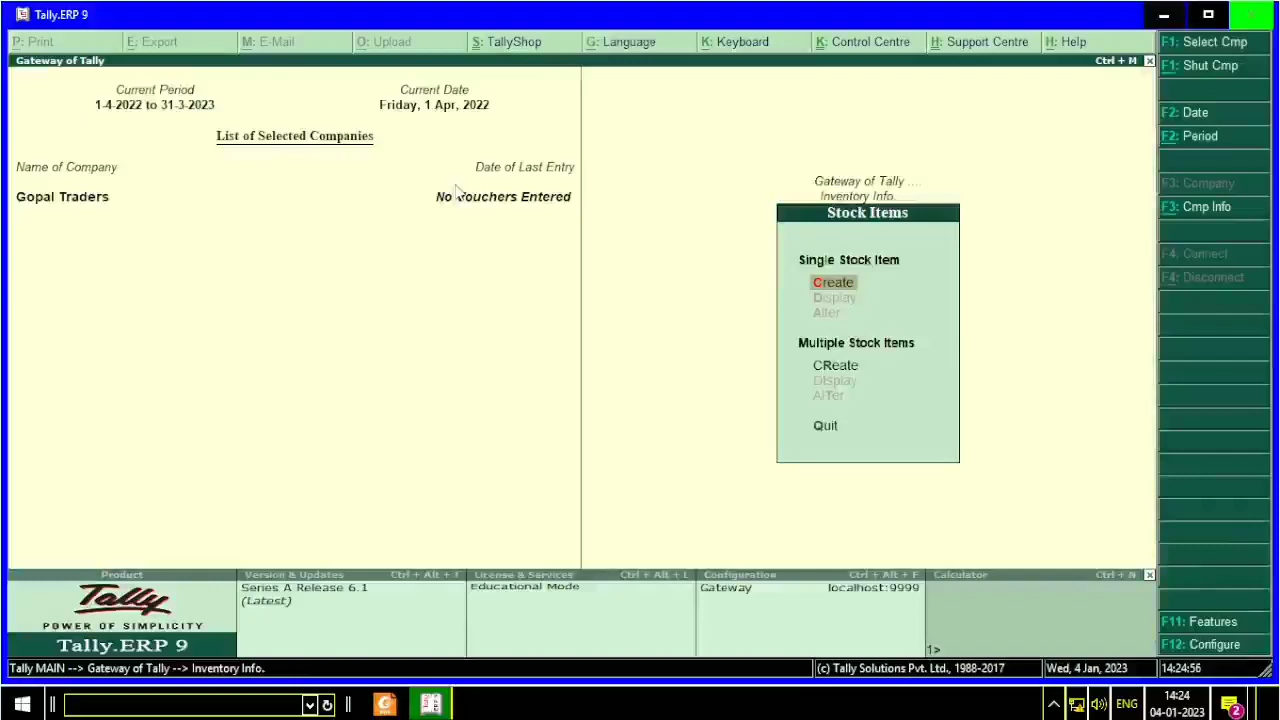 Tally.ERP 9
P: Print E: Export M: E-Mail O: Upload S: TallyShop G: Language K: Keyboard K: Control Centre H: Support Centre H: Help
F1: Select Cmp
Gateway of Tally Ctrl + M
F1: Shut Cmp
Current Period Current Date
1-4-2022 to 31-3-2023 Friday, 1 Apr, 2022
F2: Date
List of Selected Companies
F2: Period
Name of Company Date of Last Entry
Gopal Traders No Vouchers Entered
Gateway of Tally ....
Inventory Info.......
Stock Items
Single Stock Item
Create
Display
Alter
Multiple Stock Items
CReate
DIsplay
AlTer
Quit
F3: Company
F3: Cmp Info
F4: Connect
F4: Disconnect
F11: Features
F12: Configure
Product Version & Updates Ctrl + Alt + T License & Services Ctrl + Alt + L Configuration Ctrl + Alt + F Calculator Ctrl + N
Tally
POWER OF SIMPLICITY
Tally.ERP 9
Series A Release 6.1
(Latest)
Educational Mode
Gateway localhost:9999
1>
Tally MAIN --> Gateway of Tally --> Inventory Info. (c) Tally Solutions Pvt. Ltd., 1988-2017 Wed, 4 Jan, 2023 14:24:56
ENG
14:24
04-01-2023
2